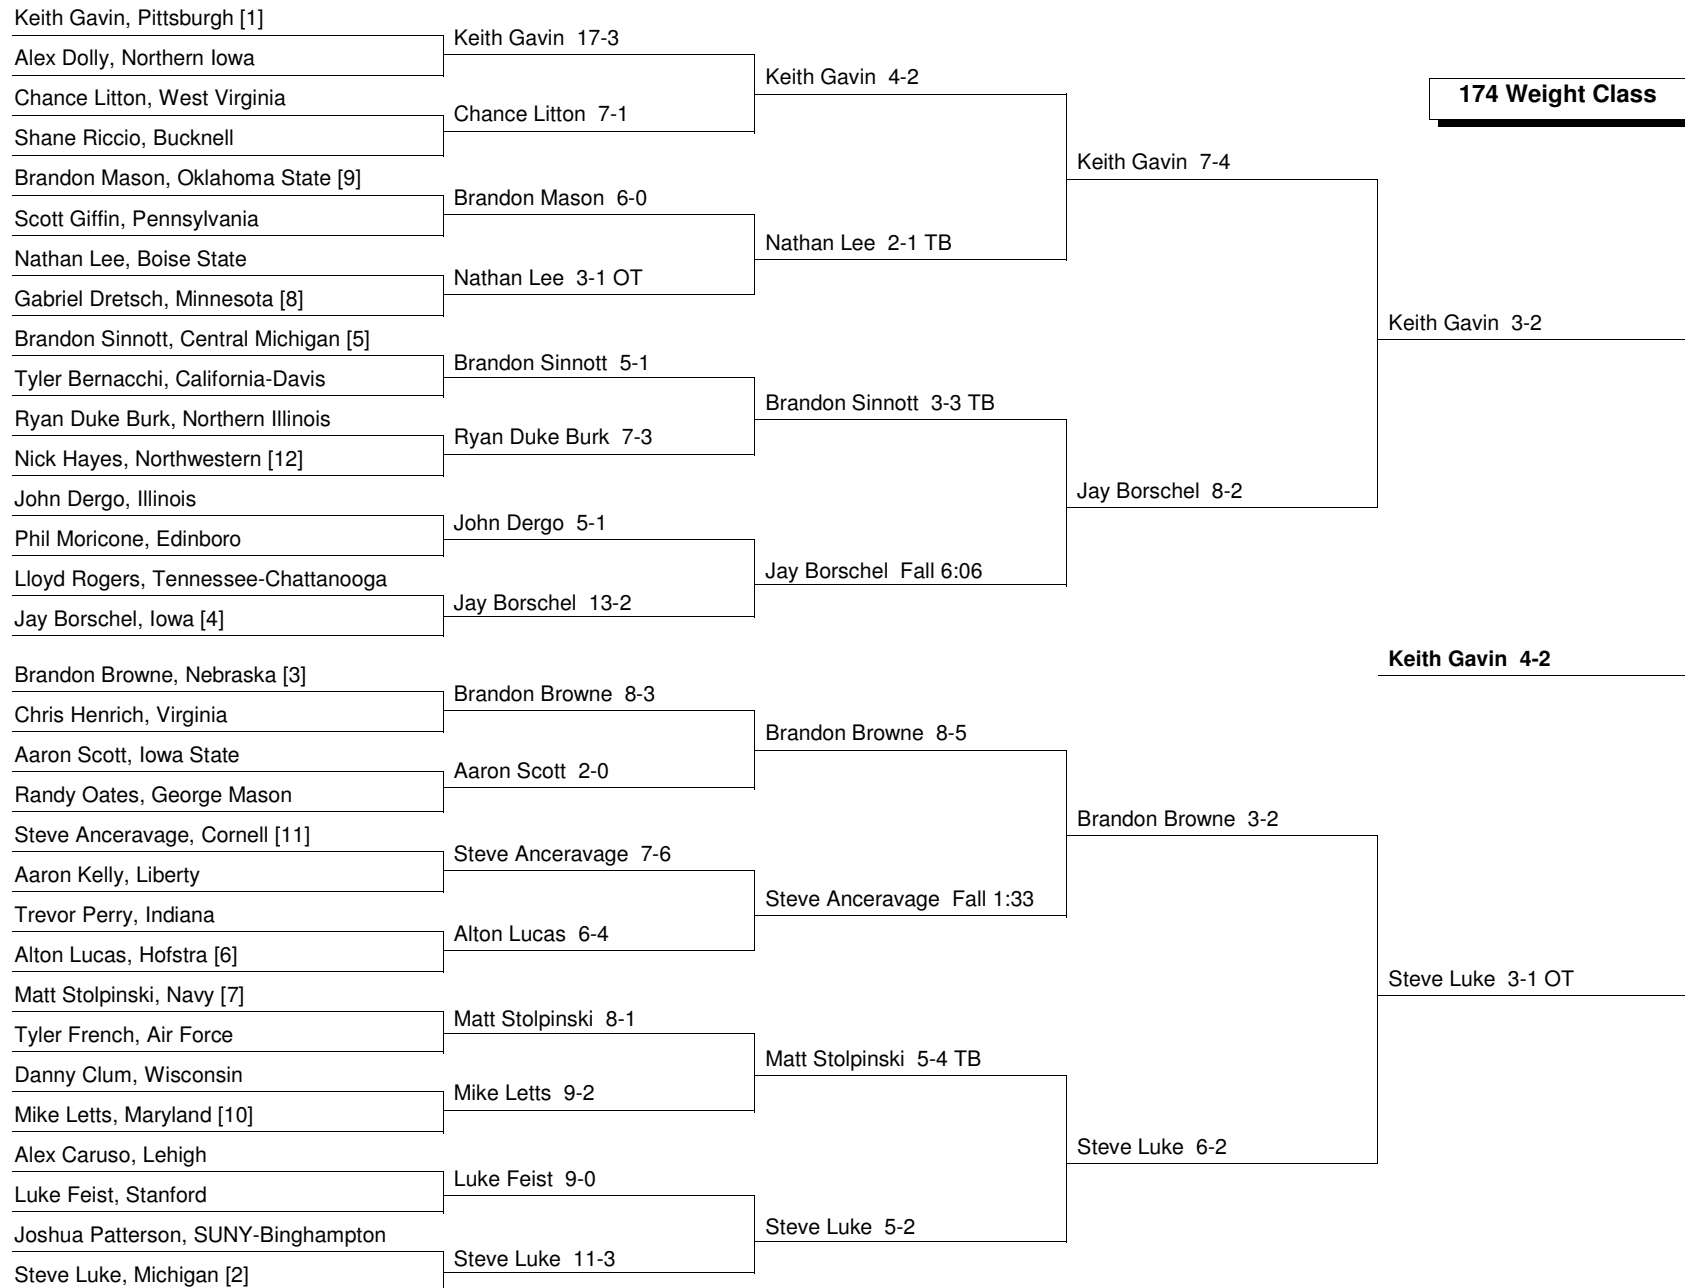 Keith Gavin, Pittsburgh [1]
Alex Dolly, Northern Iowa
Chance Litton, West Virginia
Shane Riccio, Bucknell
Brandon Mason, Oklahoma State [9]
Scott Giffin, Pennsylvania
Nathan Lee, Boise State
Gabriel Dretsch, Minnesota [8]
Brandon Sinnott, Central Michigan [5]
Tyler Bernacchi, California-Davis
Ryan Duke Burk, Northern Illinois
Nick Hayes, Northwestern [12]
John Dergo, Illinois
Phil Moricone, Edinboro
Lloyd Rogers, Tennessee-Chattanooga
Jay Borschel, Iowa [4]
Brandon Browne, Nebraska [3]
Chris Henrich, Virginia
Aaron Scott, Iowa State
Randy Oates, George Mason
Steve Anceravage, Cornell [11]
Aaron Kelly, Liberty
Trevor Perry, Indiana
Alton Lucas, Hofstra [6]
Matt Stolpinski, Navy [7]
Tyler French, Air Force
Danny Clum, Wisconsin
Mike Letts, Maryland [10]
Alex Caruso, Lehigh
Luke Feist, Stanford
Joshua Patterson, SUNY-Binghampton
Steve Luke, Michigan [2]
Keith Gavin 17-3
Chance Litton 7-1
Brandon Mason 6-0
Nathan Lee 3-1 OT
Brandon Sinnott 5-1
Ryan Duke Burk 7-3
John Dergo 5-1
Jay Borschel 13-2
Brandon Browne 8-3
Aaron Scott 2-0
Steve Anceravage 7-6
Alton Lucas 6-4
Matt Stolpinski 8-1
Mike Letts 9-2
Luke Feist 9-0
Steve Luke 11-3
Keith Gavin 4-2
Nathan Lee 2-1 TB
Brandon Sinnott 3-3 TB
Jay Borschel Fall 6:06
Brandon Browne 8-5
Steve Anceravage Fall 1:33
Matt Stolpinski 5-4 TB
Steve Luke 5-2
Keith Gavin 7-4
Jay Borschel 8-2
Brandon Browne 3-2
Steve Luke 6-2
174 Weight Class
Keith Gavin 3-2
Keith Gavin 4-2
Steve Luke 3-1 OT